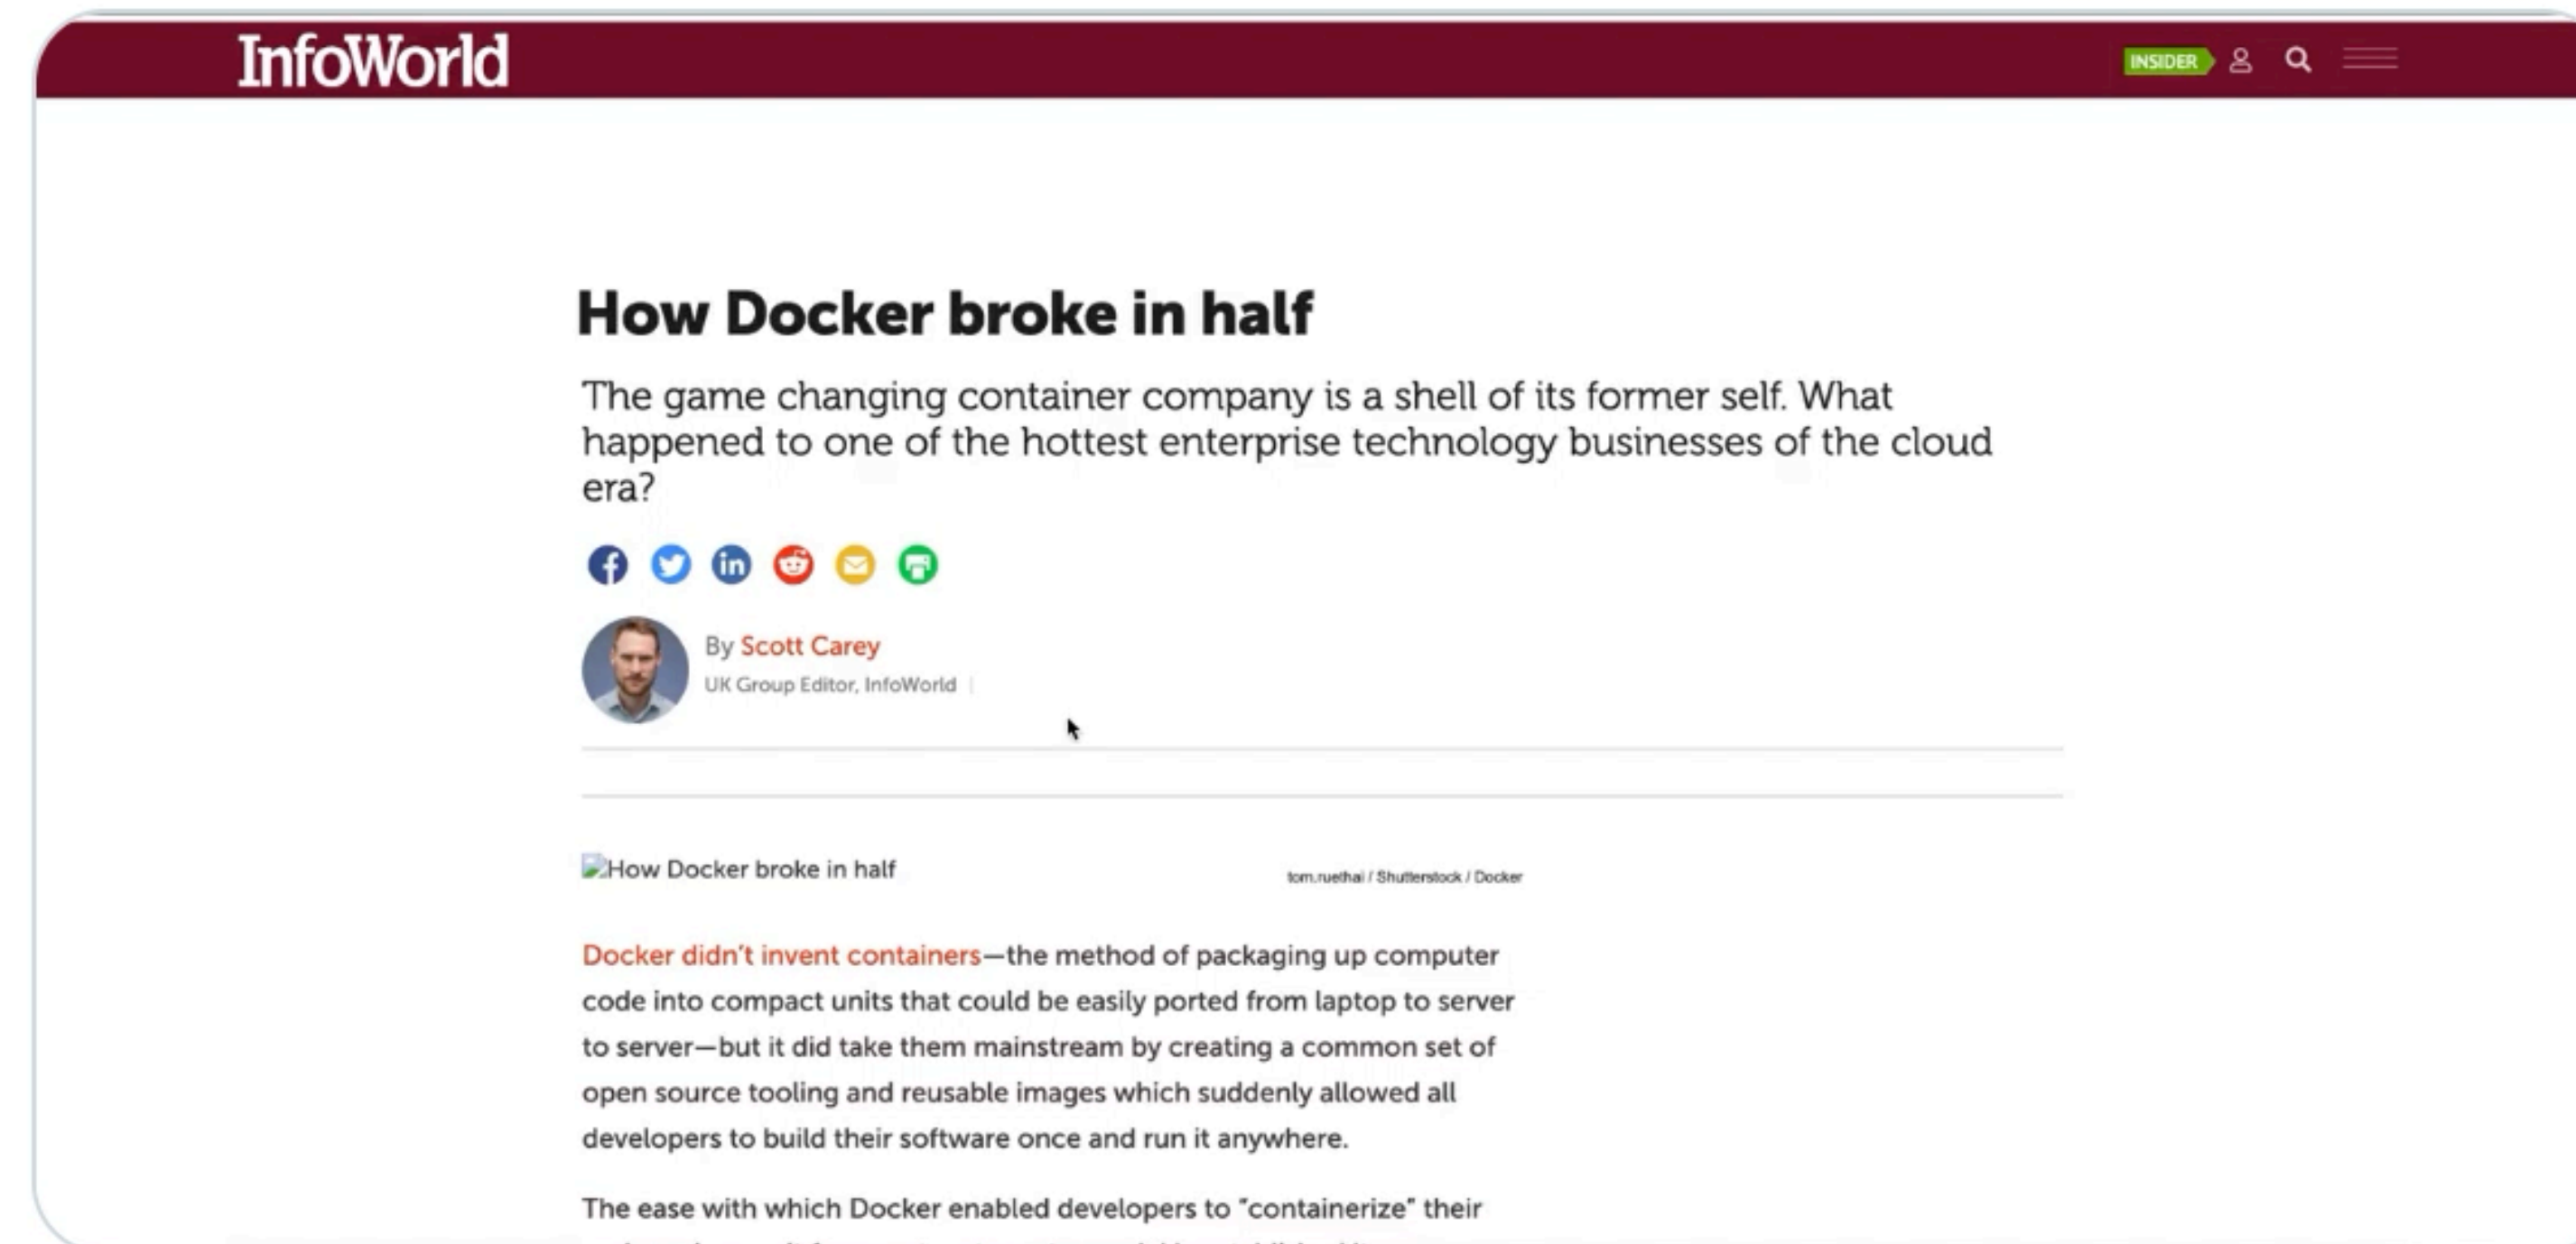 InfoWorld
INSIDER
How Docker broke in half
The game changing container company is a shell of its former self. What
happened to one of the hottest enterprise technology businesses of the cloud
era?
By Scott Carey
UK Group Editor, InfoWorld
How Docker broke in half
tom.ruethai / Shutterstock / Docker
Docker didn't invent containers—the method of packaging up computer
code into compact units that could be easily ported from laptop to server
to server—but it did take them mainstream by creating a common set of
open source tooling and reusable images which suddenly allowed all
developers to build their software once and run it anywhere.
The ease with which Docker enabled developers to "containerize" their